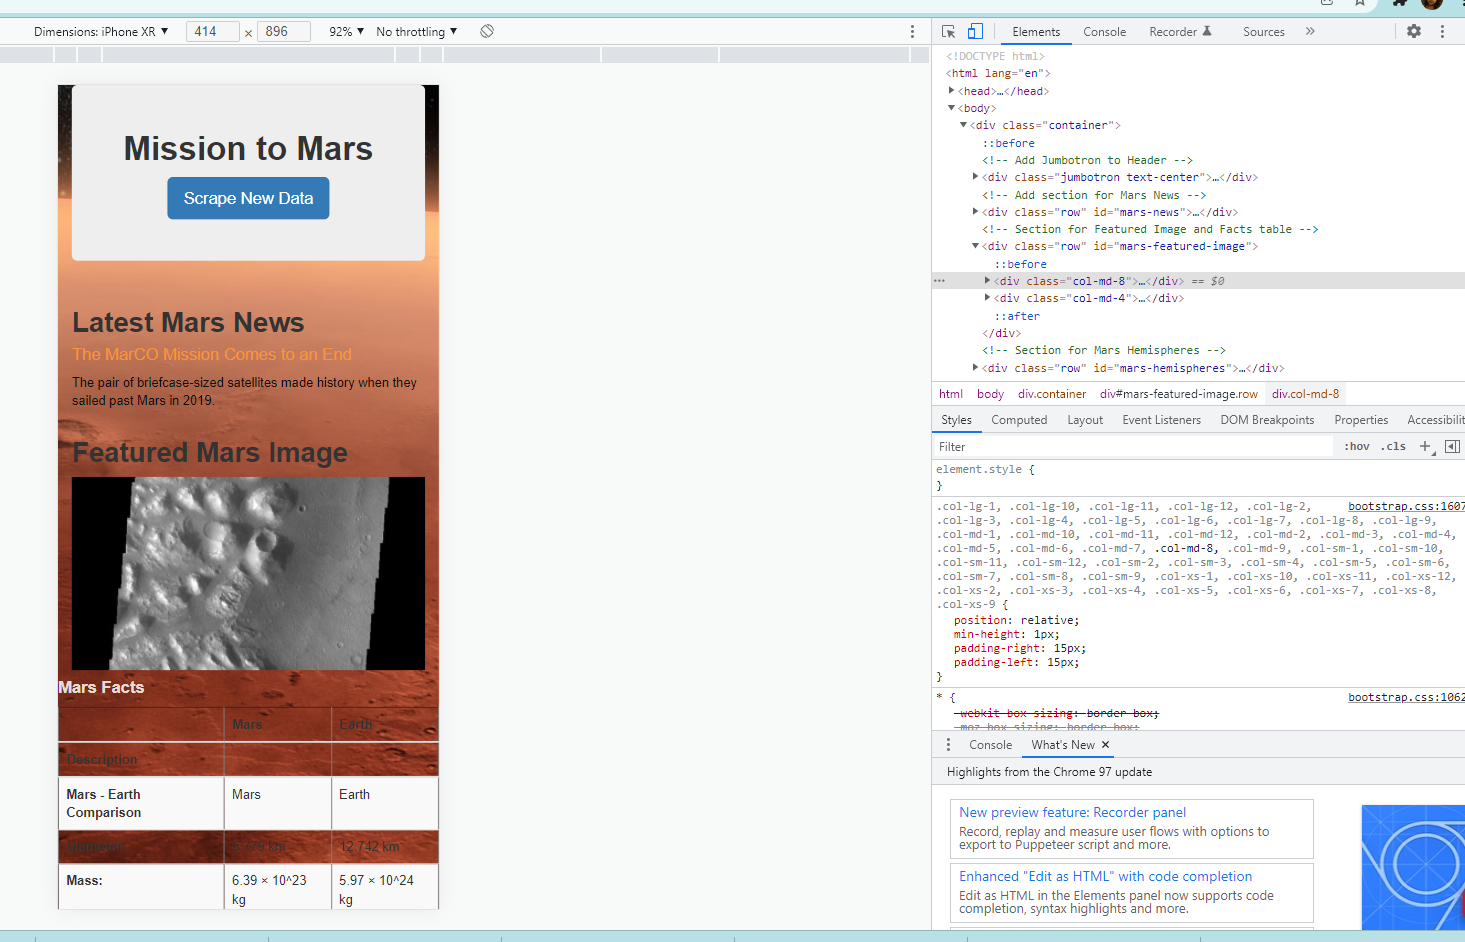 Dimensions: iPhone XR ▼ 414 × 896 92% ▼ No throttling ▼
Mission to Mars
Scrape New Data
Latest Mars News
The MarCO Mission Comes to an End
The pair of briefcase-sized satellites made history when they
sailed past Mars in 2019.
Featured Mars Image
Mars Facts
Mars Earth
Description
Mars - Earth Mars Earth
Comparison
Diameter: 6,779 km 12,742 km
Mass: 6.39 × 10^23 5.97 × 10^24
kg kg
Elements Console Recorder Sources »
<!DOCTYPE html>
<html lang="en">
<head>…</head>
<body>
<div class="container">
::before
<!-- Add Jumbotron to Header -->
<div class="jumbotron text-center">…</div>
<!-- Add section for Mars News -->
<div class="row" id="mars-news">…</div>
<!-- Section for Featured Image and Facts table -->
<div class="row" id="mars-featured-image">
::before
<div class="col-md-8">…</div> == $0
<div class="col-md-4">…</div>
::after
</div>
<!-- Section for Mars Hemispheres -->
<div class="row" id="mars-hemispheres">…</div>
html body div.container div#mars-featured-image.row div.col-md-8
Styles Computed Layout Event Listeners DOM Breakpoints Properties Accessibilit
Filter :hov .cls +
element.style {
}
.col-lg-1, .col-lg-10, .col-lg-11, .col-lg-12, .col-lg-2, bootstrap.css:1607
.col-lg-3, .col-lg-4, .col-lg-5, .col-lg-6, .col-lg-7, .col-lg-8, .col-lg-9,
.col-md-1, .col-md-10, .col-md-11, .col-md-12, .col-md-2, .col-md-3, .col-md-4,
.col-md-5, .col-md-6, .col-md-7, .col-md-8, .col-md-9, .col-sm-1, .col-sm-10,
.col-sm-11, .col-sm-12, .col-sm-2, .col-sm-3, .col-sm-4, .col-sm-5, .col-sm-6,
.col-sm-7, .col-sm-8, .col-sm-9, .col-xs-1, .col-xs-10, .col-xs-11, .col-xs-12,
.col-xs-2, .col-xs-3, .col-xs-4, .col-xs-5, .col-xs-6, .col-xs-7, .col-xs-8,
.col-xs-9 {
position: relative;
min-height: 1px;
padding-right: 15px;
padding-left: 15px;
}
* { bootstrap.css:1062
-webkit-box-sizing: border-box;
-moz-box-sizing: border-box;
Console What's New ×
Highlights from the Chrome 97 update
New preview feature: Recorder panel
Record, replay and measure user flows with options to
export to Puppeteer script and more.
Enhanced "Edit as HTML" with code completion
Edit as HTML in the Elements panel now supports code
completion, syntax highlights and more.